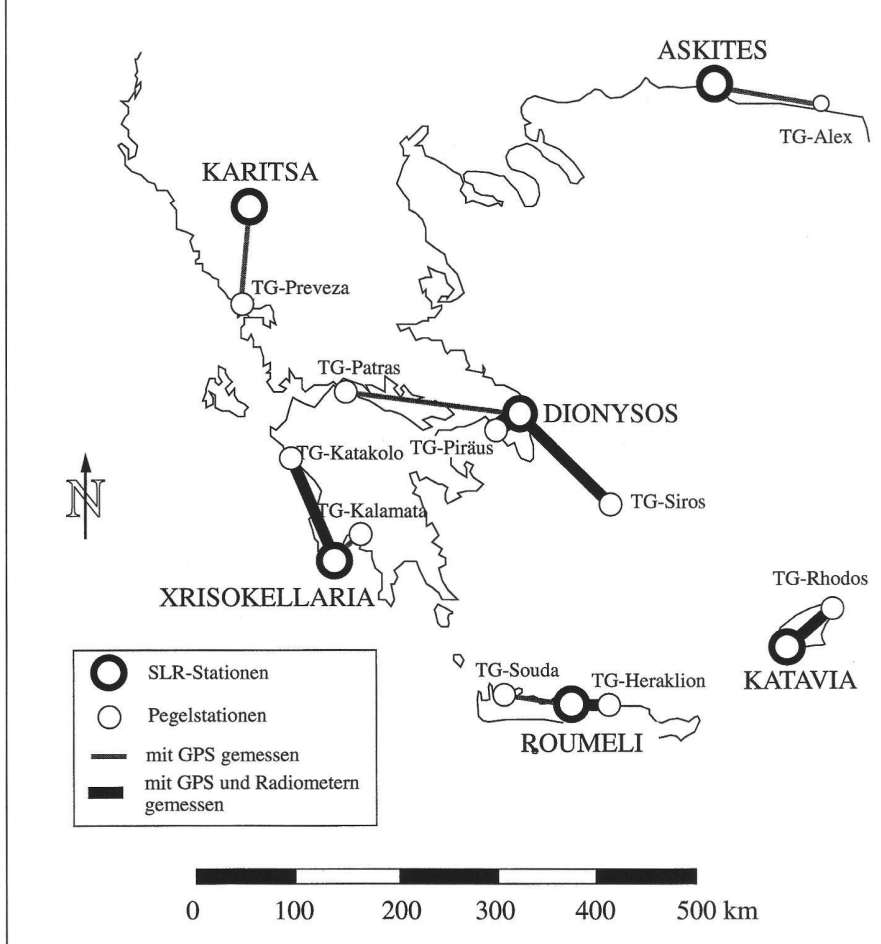 ASKITES
TG-Alex
KARITSA
TG-Preveza
TG-Patras
DIONYSOS
TG-Katakolo
TG-Piräus
TG-Siros
TG-Kalamata
N
XRISOKELLARIA
TG-Rhodos
KATAVIA
TG-Souda
TG-Heraklion
ROUMELI
SLR-Stationen
Pegelstationen
mit GPS gemessen
mit GPS und Radiometern
gemessen
0 100 200 300 400 500 km